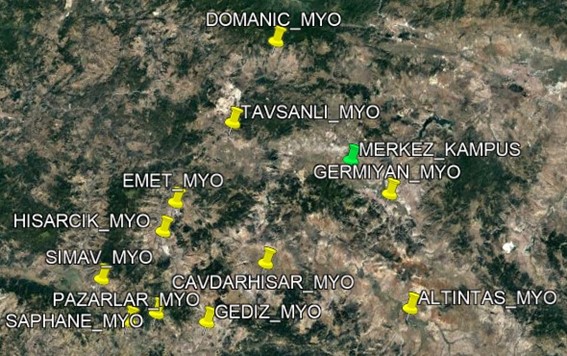 DOMANIC_MYO
TAVSANLI_MYO
MERKEZ_KAMPUS
GERMIYAN_MYO
EMET_MYO
HISARCIK_MYO
SIMAV_MYO
CAVDARHISAR_MYO
PAZARLAR_MYO
ALTINTAS_MYO
GEDIZ_MYO
SAPHANE_MYO